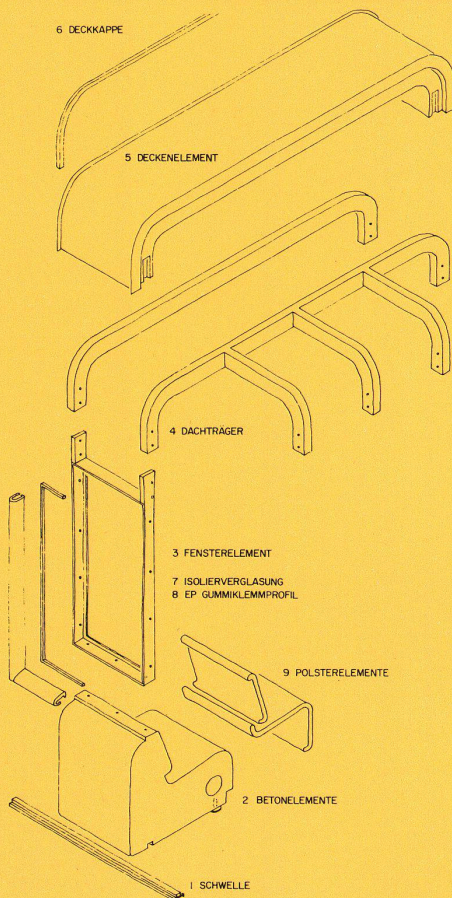 6 DECKKAPPE
5 DECKENELEMENT
4 DACHTRÄGER
3 FENSTERELEMENT
7 ISOLIERVERGLASUNG
8 EP GUMMIKLEMMPROFIL
9 POLSTERELEMENTE
2 BETONELEMENTE
1 SCHWELLE